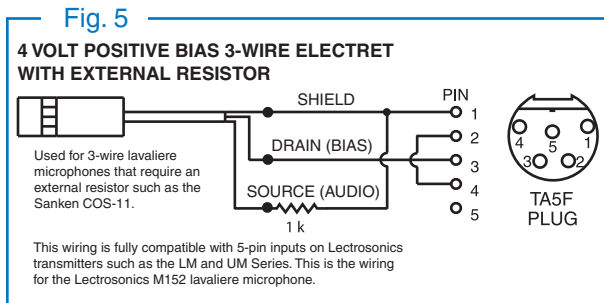 Fig. 5
4 VOLT POSITIVE BIAS 3-WIRE ELECTRET
WITH EXTERNAL RESISTOR
SHIELD
PIN
1
2
DRAIN (BIAS)
3
SOURCE (AUDIO)
4
1 k
5
4
5
1
3
2
TA5F
PLUG
Used for 3-wire lavaliere
microphones that require an
external resistor such as the
Sanken COS-11.
This wiring is fully compatible with 5-pin inputs on Lectrosonics
transmitters such as the LM and UM Series. This is the wiring
for the Lectrosonics M152 lavaliere microphone.